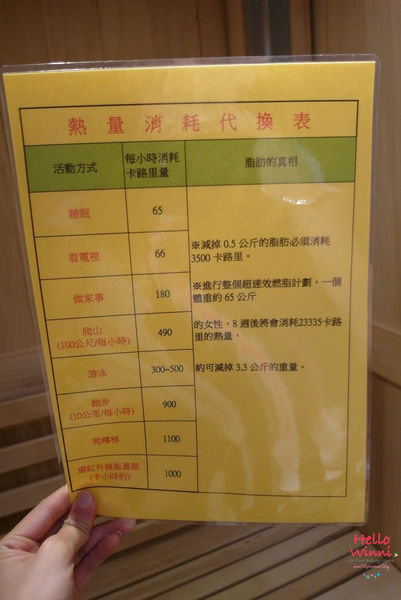 熱量消耗代換表
活動方式
每小時消耗
卡路里量
脂肪的真相
睡眠
65
看電視
66
做家事
180
爬山
(100公尺/每小時)
490
游泳
300~500
跑步
(10公里/每小時)
900
爬樓梯
1100
遠紅外線能量屋
(半小時約)
1000
※減掉 0.5 公斤的脂肪必須消耗
3500 卡路里。
※進行整個超速效燃脂計劃，一個
體重約 65 公斤
的女性，8 週後將會消耗23335卡路
里的熱量。
約可減掉 3.3 公斤的重量。
Hello
winni